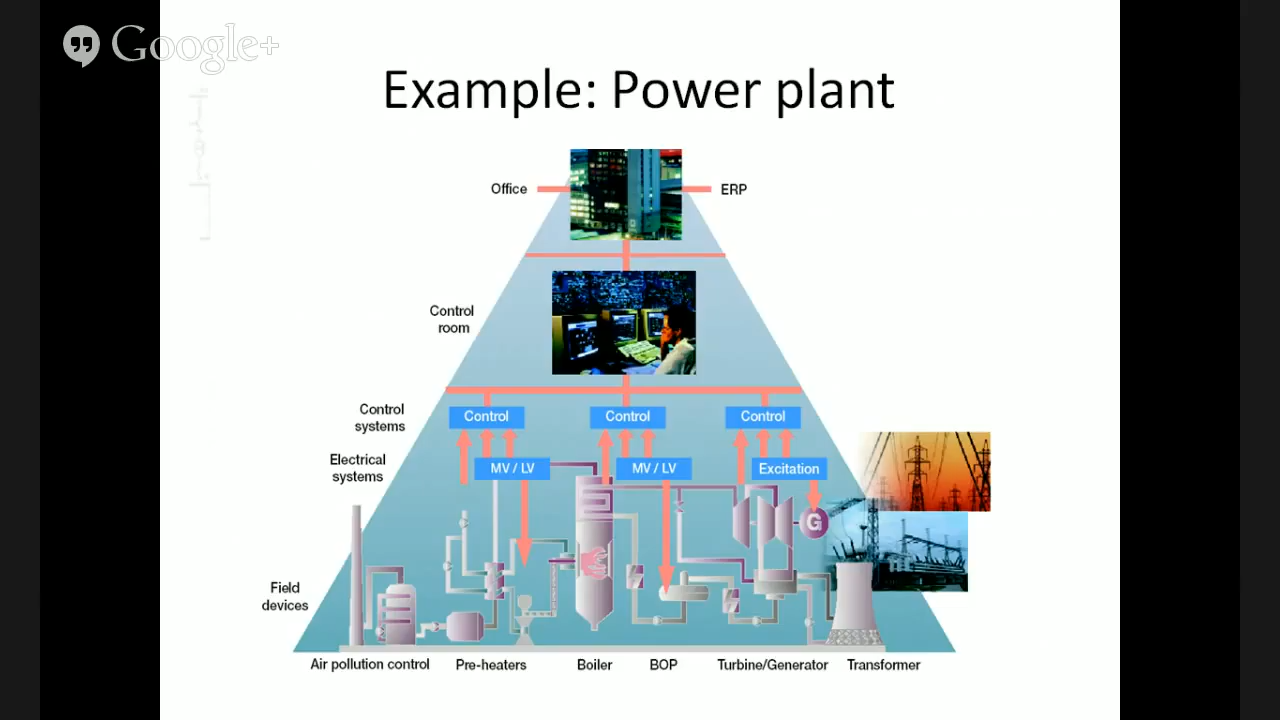 Google+
Example: Power plant
Office
ERP
Control
room
Control
systems
Control
Control
Control
Electrical
systems
MV / LV
MV / LV
Excitation
G
Field
devices
Air pollution control
Pre-heaters
Boiler
BOP
Turbine/Generator
Transformer